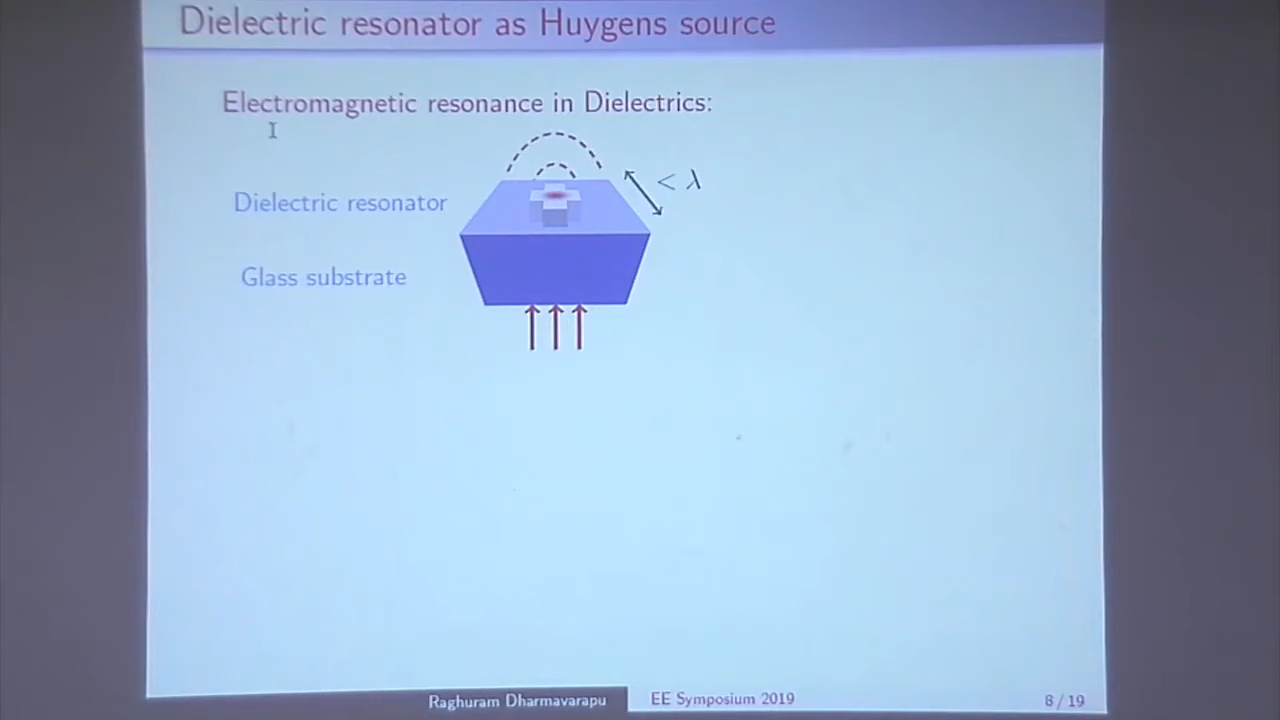 Dielectric resonator as Huygens source
Electromagnetic resonance in Dielectrics:
< λ
Dielectric resonator
Glass substrate
Raghuram Dharmavarapu
EE Symposium 2019
8 / 19